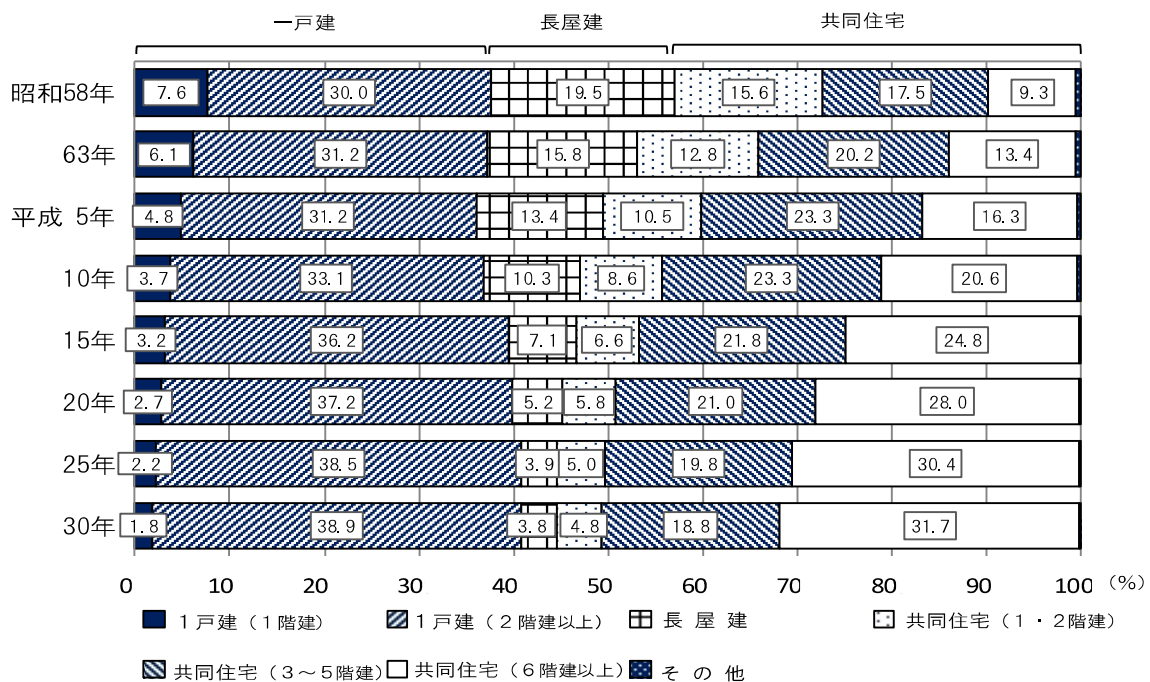 一戸建 長屋建 共同住宅
昭和58年 7.6 30.0 19.5 15.6 17.5 9.3
63年 6.1 31.2 15.8 12.8 20.2 13.4
平成 5年 4.8 31.2 13.4 10.5 23.3 16.3
10年 3.7 33.1 10.3 8.6 23.3 20.6
15年 3.2 36.2 7.1 6.6 21.8 24.8
20年 2.7 37.2 5.2 5.8 21.0 28.0
25年 2.2 38.5 3.9 5.0 19.8 30.4
30年 1.8 38.9 3.8 4.8 18.8 31.7
0 10 20 30 40 50 60 70 80 90 100 (%)
1戸建(1階建) 1戸建(2階建以上) 長屋建 共同住宅(1・2階建)
共同住宅(3~5階建) 共同住宅(6階建以上) その他